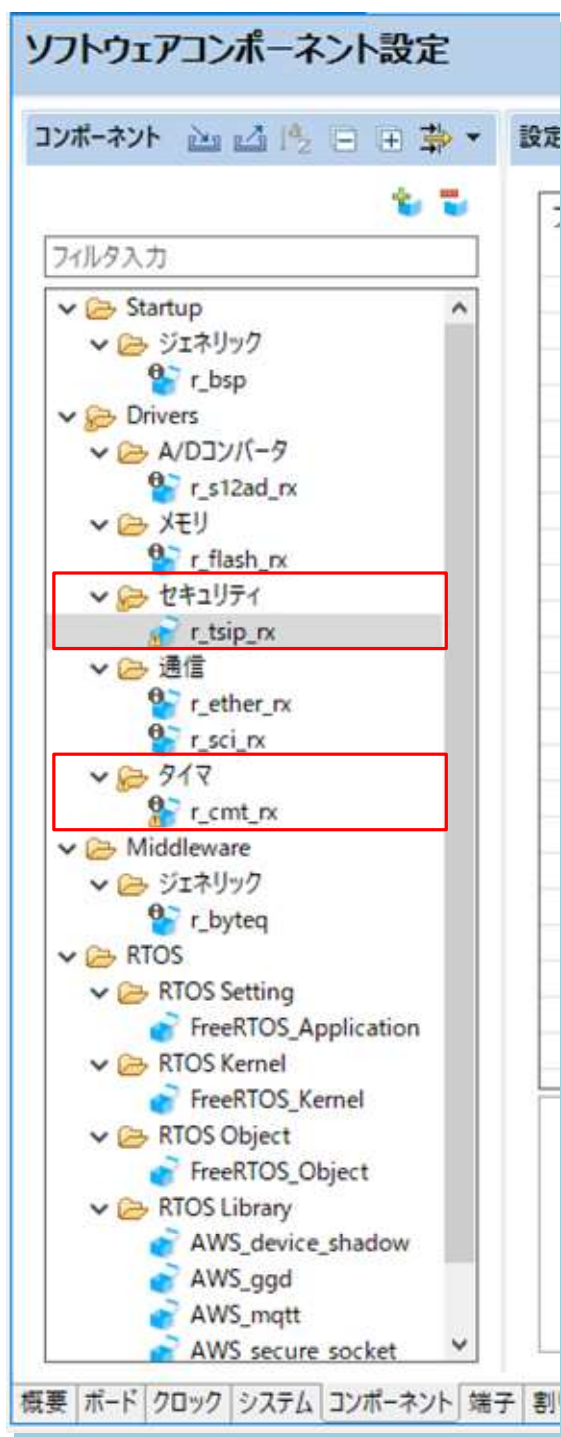 ソフトウェアコンポーネント設定
コンポーネント
設定
フィルタ入力
Startup
ジェネリック
r_bsp
Drivers
A/Dコンバータ
r_s12ad_rx
メモリ
r_flash_rx
セキュリティ
r_tsip_rx
通信
r_ether_rx
r_sci_rx
タイマ
r_cmt_rx
Middleware
ジェネリック
r_byteq
RTOS
RTOS Setting
FreeRTOS_Application
RTOS Kernel
FreeRTOS_Kernel
RTOS Object
FreeRTOS_Object
RTOS Library
AWS_device_shadow
AWS_ggd
AWS_mqtt
AWS_secure_socket
概要 ボード クロック システム コンポーネント 端子